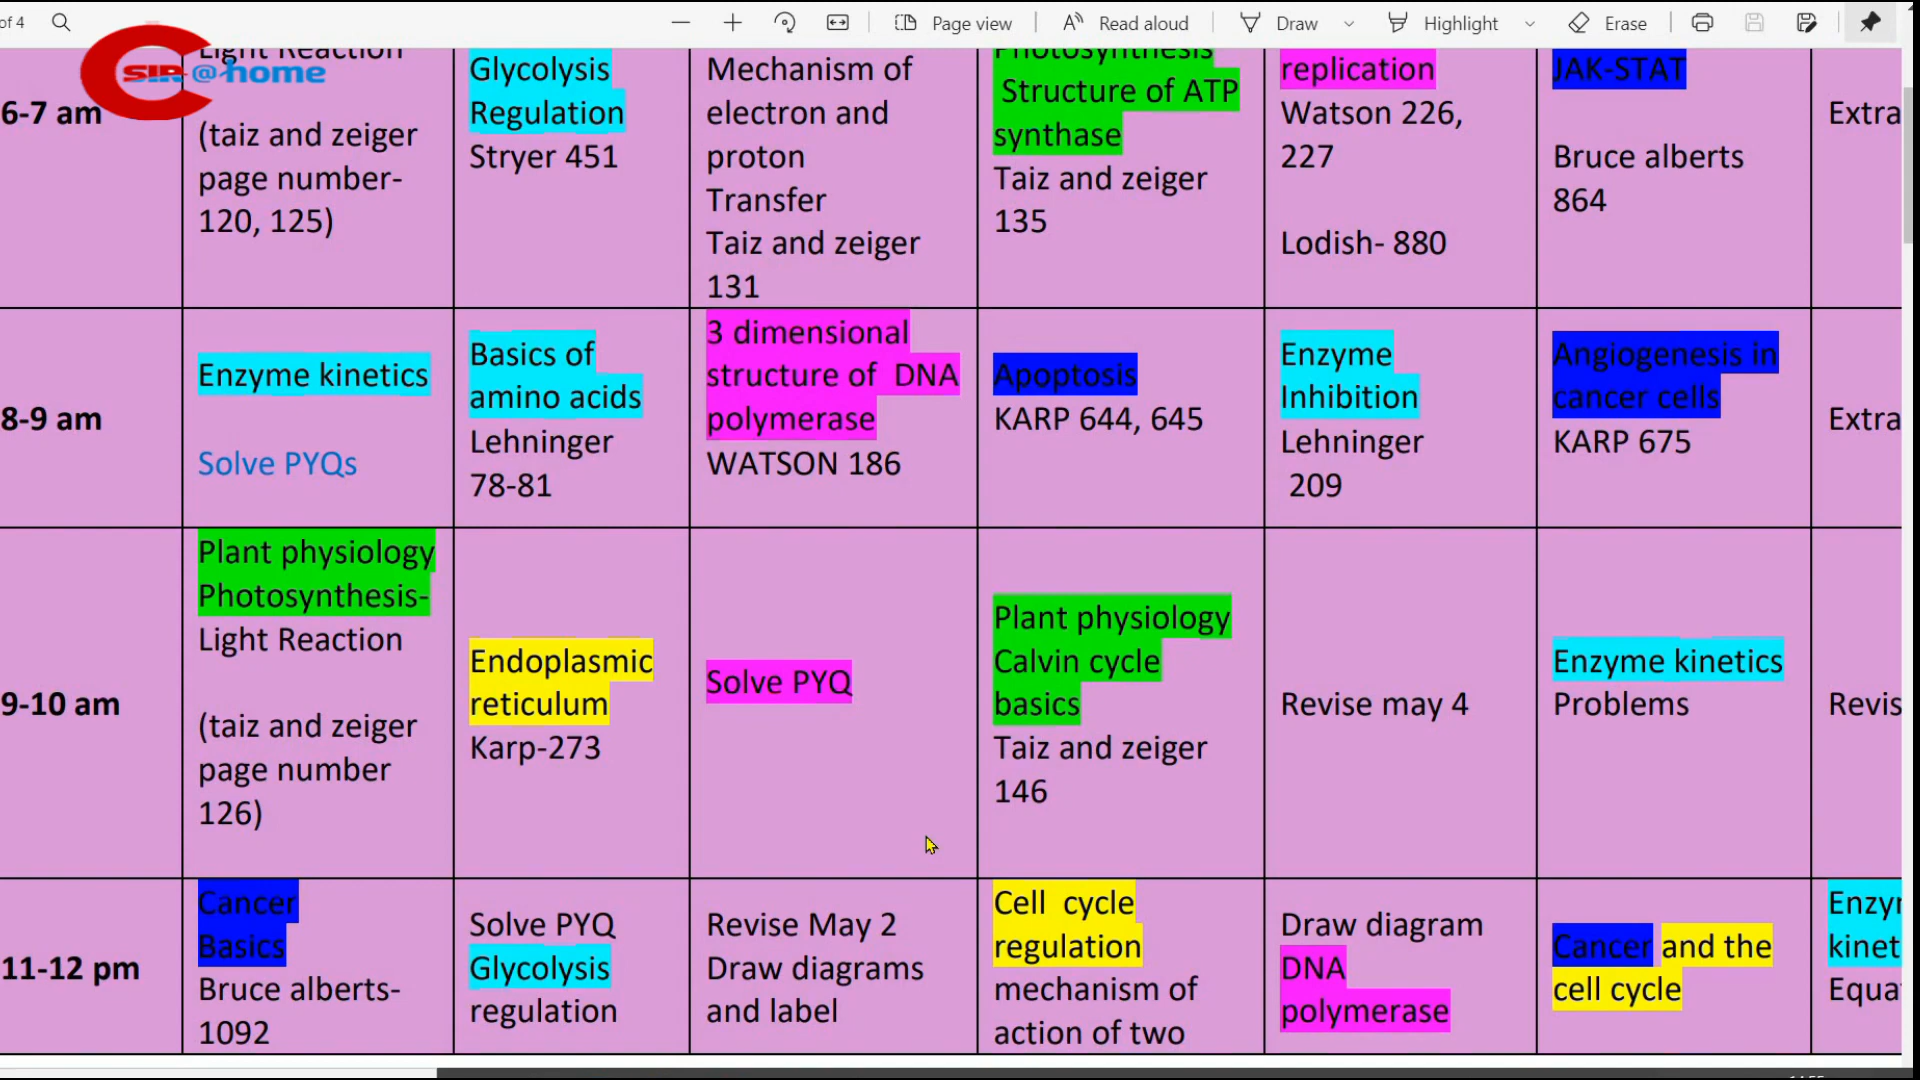 of 4
Page view
Read aloud
Draw
Highlight
Erase
CSIR@home
6-7 am
Light Reaction
(taiz and zeiger
page number-
120, 125)
Glycolysis
Regulation
Stryer 451
Mechanism of
electron and
proton
Transfer
Taiz and zeiger
131
Photosynthesis
Structure of ATP
synthase
Taiz and zeiger
135
replication
Watson 226,
227
Lodish- 880
JAK-STAT
Bruce alberts
864
Extra
8-9 am
Enzyme kinetics
Solve PYQs
Basics of
amino acids
Lehninger
78-81
3 dimensional
structure of DNA
polymerase
WATSON 186
Apoptosis
KARP 644, 645
Enzyme
Inhibition
Lehninger
209
Angiogenesis in
cancer cells
KARP 675
Extra
9-10 am
Plant physiology
Photosynthesis-
Light Reaction
(taiz and zeiger
page number
126)
Endoplasmic
reticulum
Karp-273
Solve PYQ
Plant physiology
Calvin cycle
basics
Taiz and zeiger
146
Revise may 4
Enzyme kinetics
Problems
Revis
11-12 pm
Cancer
Basics
Bruce alberts-
1092
Solve PYQ
Glycolysis
regulation
Revise May 2
Draw diagrams
and label
Cell cycle
regulation
mechanism of
action of two
Draw diagram
DNA
polymerase
Cancer and the
cell cycle
Enzyr
kinet
Equa